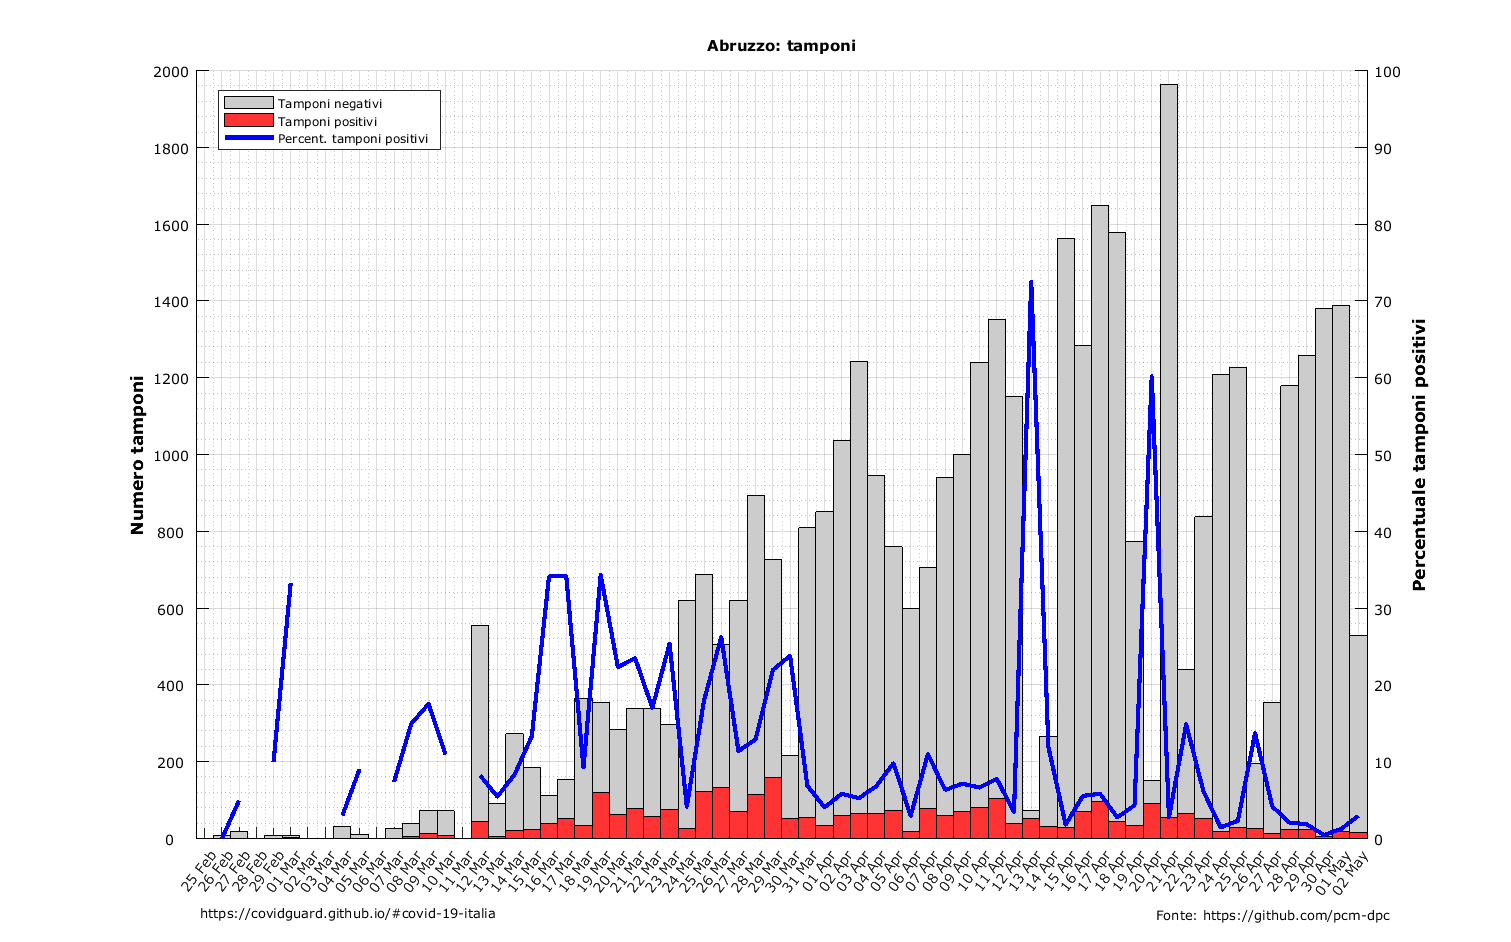 Abruzzo: tamponi
Tamponi negativi
Tamponi positivi
Percent. tamponi positivi
Numero tamponi
0
200
400
600
800
1000
1200
1400
1600
1800
2000
Percentuale tamponi positivi
0
10
20
30
40
50
60
70
80
90
100
25 Feb
26 Feb
27 Feb
28 Feb
29 Feb
01 Mar
02 Mar
03 Mar
04 Mar
05 Mar
06 Mar
07 Mar
08 Mar
09 Mar
10 Mar
11 Mar
12 Mar
13 Mar
14 Mar
15 Mar
16 Mar
17 Mar
18 Mar
19 Mar
20 Mar
21 Mar
22 Mar
23 Mar
24 Mar
25 Mar
26 Mar
27 Mar
28 Mar
29 Mar
30 Mar
31 Mar
01 Apr
02 Apr
03 Apr
04 Apr
05 Apr
06 Apr
07 Apr
08 Apr
09 Apr
10 Apr
11 Apr
12 Apr
13 Apr
14 Apr
15 Apr
16 Apr
17 Apr
18 Apr
19 Apr
20 Apr
21 Apr
22 Apr
23 Apr
24 Apr
25 Apr
26 Apr
27 Apr
28 Apr
29 Apr
30 Apr
01 May
02 May
https://covidguard.github.io/#covid-19-italia
Fonte: https://github.com/pcm-dpc